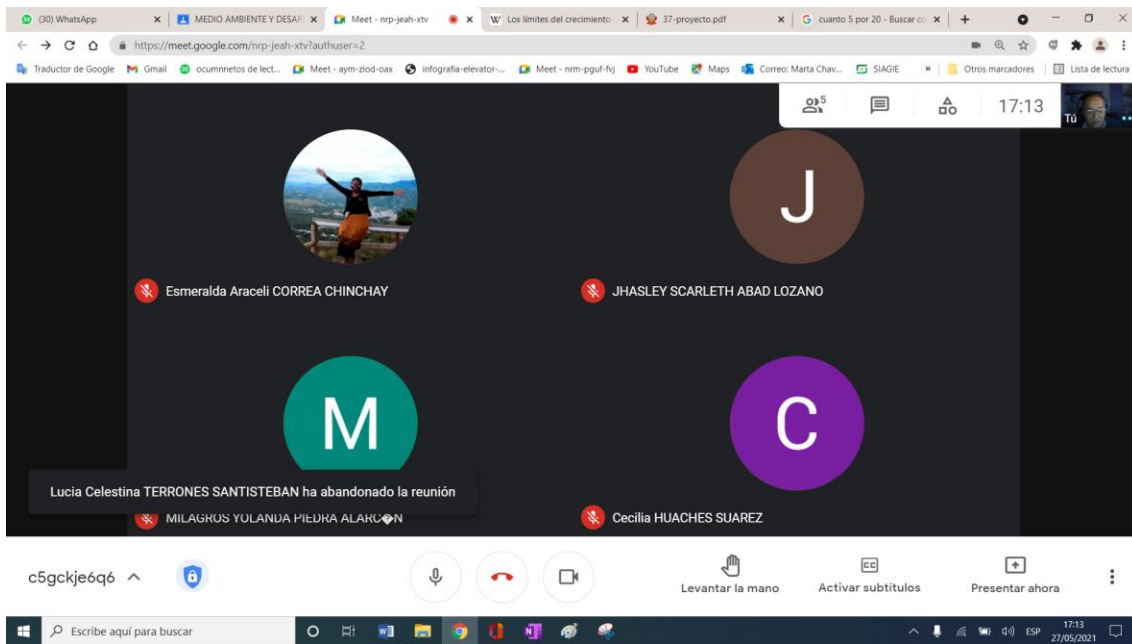 (30) WhatsApp
MEDIO AMBIENTE Y DESAR
Meet - nrp-jeah-xtv
W Los límites del crecimiento
37-proyecto.pdf
G cuanto 5 por 20 - Buscar co
https://meet.google.com/nrp-jeah-xtv?authuser=2
Traductor de Google
Gmail
ocumnnetos de lect...
Meet - aym-ziod-oax
infografia-elevator-...
Meet - nrm-pguf-fvj
YouTube
Maps
Correo: Marta Chav...
SIAGIE
»
Otros marcadores
Lista de lectura
5
17:13
Tú
J
Esmeralda Araceli CORREA CHINCHAY
JHASLEY SCARLETH ABAD LOZANO
M
C
Lucia Celestina TERRONES SANTISTEBAN ha abandonado la reunión
MILAGROS YOLANDA PIEDRA ALARC�N
Cecilia HUACHES SUAREZ
c5gckje6q6
Levantar la mano
CC
Activar subtítulos
Presentar ahora
Escribe aquí para buscar
ESP
17:13
27/05/2021